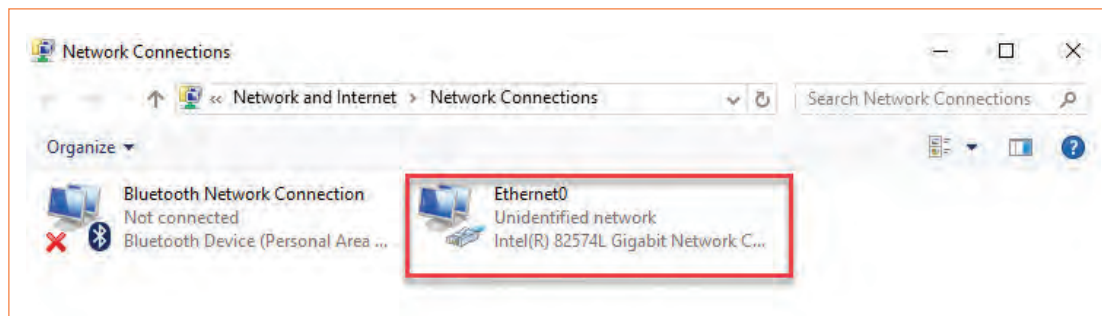 Network Connections
« Network and Internet > Network Connections
Search Network Connections
Organize
Bluetooth Network Connection
Not connected
Bluetooth Device (Personal Area ...
Ethernet0
Unidentified network
Intel(R) 82574L Gigabit Network C...